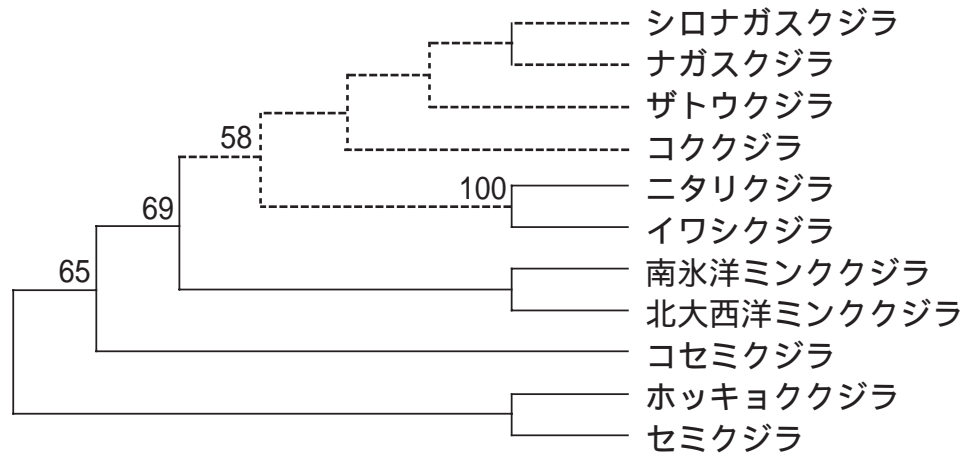 シロナガスクジラ
ナガスクジラ
ザトウクジラ
58
コククジラ
100
ニタリクジラ
69
イワシクジラ
65
南氷洋ミンククジラ
北大西洋ミンククジラ
コセミクジラ
ホッキョククジラ
セミクジラ